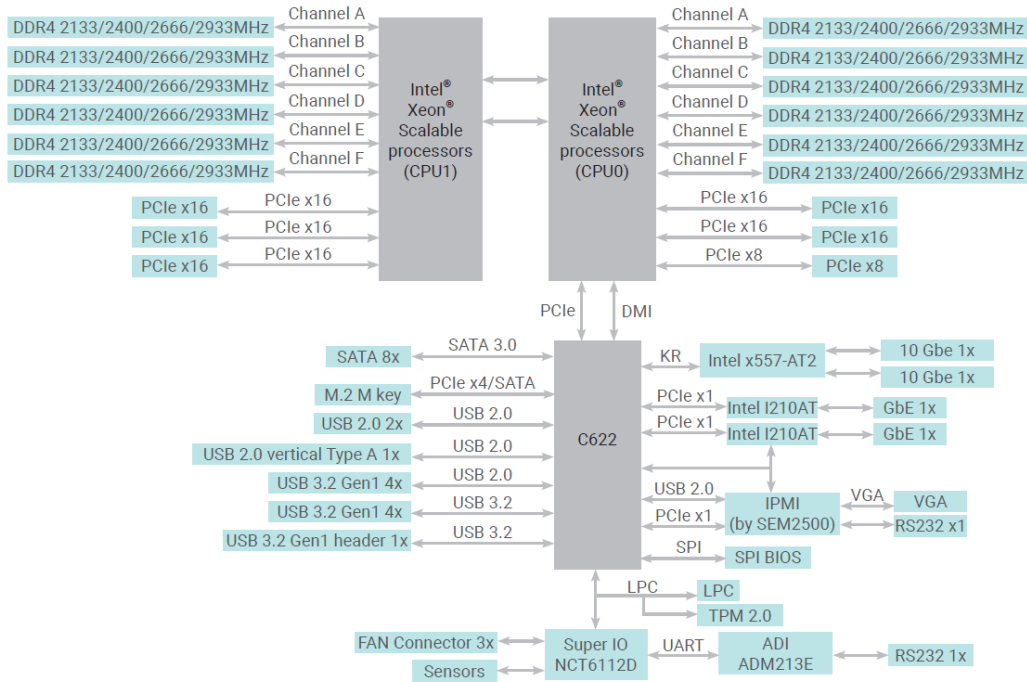 Channel A
DDR4 2133/2400/2666/2933MHz
Channel B
DDR4 2133/2400/2666/2933MHz
Channel C
DDR4 2133/2400/2666/2933MHz
Channel D
DDR4 2133/2400/2666/2933MHz
Channel E
DDR4 2133/2400/2666/2933MHz
Channel F
DDR4 2133/2400/2666/2933MHz
PCIe x16 PCIe x16
PCIe x16 PCIe x16
PCIe x16 PCIe x16
Intel®
Xeon®
Scalable
processors
(CPU1)
Intel®
Xeon®
Scalable
processors
(CPU0)
Channel A
DDR4 2133/2400/2666/2933MHz
Channel B
DDR4 2133/2400/2666/2933MHz
Channel C
DDR4 2133/2400/2666/2933MHz
Channel D
DDR4 2133/2400/2666/2933MHz
Channel E
DDR4 2133/2400/2666/2933MHz
Channel F
DDR4 2133/2400/2666/2933MHz
PCIe x16 PCIe x16
PCIe x16 PCIe x16
PCIe x8 PCIe x8
PCIe DMI
SATA 8x SATA 3.0
M.2 M key PCIe x4/SATA
USB 2.0 2x USB 2.0
USB 2.0 vertical Type A 1x USB 2.0
USB 3.2 Gen1 4x USB 2.0
USB 3.2 Gen1 4x USB 3.2
USB 3.2 Gen1 header 1x USB 3.2
C622
KR Intel x557-AT2 10 Gbe 1x
10 Gbe 1x
PCIe x1 Intel I210AT GbE 1x
PCIe x1 Intel I210AT GbE 1x
USB 2.0
PCIe x1
IPMI
(by SEM2500)
VGA VGA
RS232 x1
SPI SPI BIOS
LPC LPC
TPM 2.0
FAN Connector 3x
Sensors
Super IO
NCT6112D
UART
ADI
ADM213E
RS232 1x